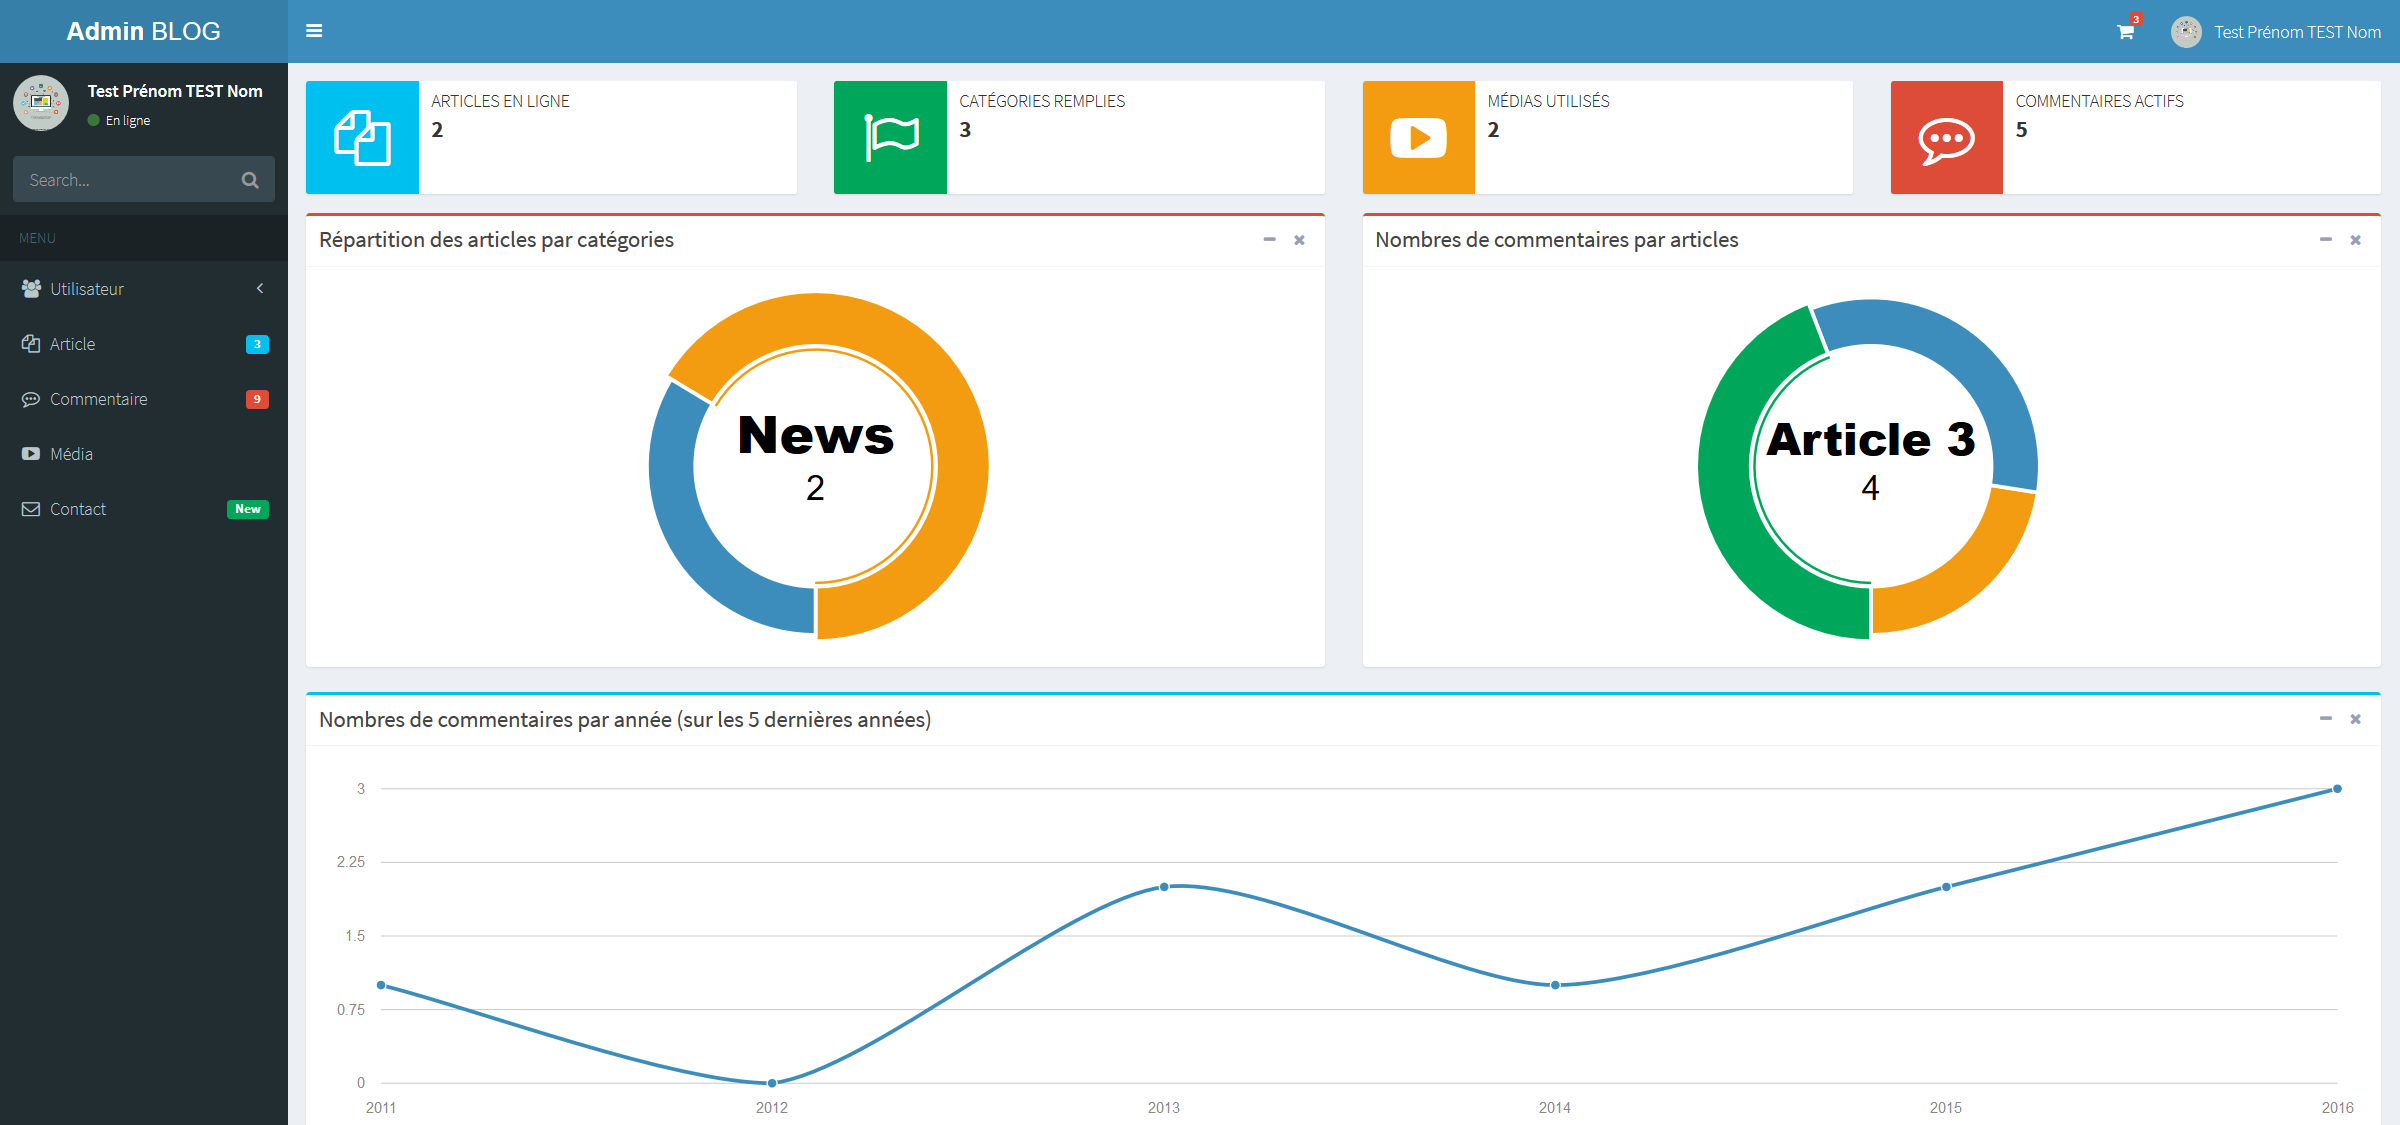 Admin BLOG
3
Test Prénom TEST Nom
Test Prénom TEST Nom
En ligne
Search...
MENU
Utilisateur
Article 3
Commentaire 9
Média
Contact New
ARTICLES EN LIGNE
2
CATÉGORIES REMPLIES
3
MÉDIAS UTILISÉS
2
COMMENTAIRES ACTIFS
5
Répartition des articles par catégories
News
2
Nombres de commentaires par articles
Article 3
4
Nombres de commentaires par année (sur les 5 dernières années)
3
2.25
1.5
0.75
0
2011 2012 2013 2014 2015 2016